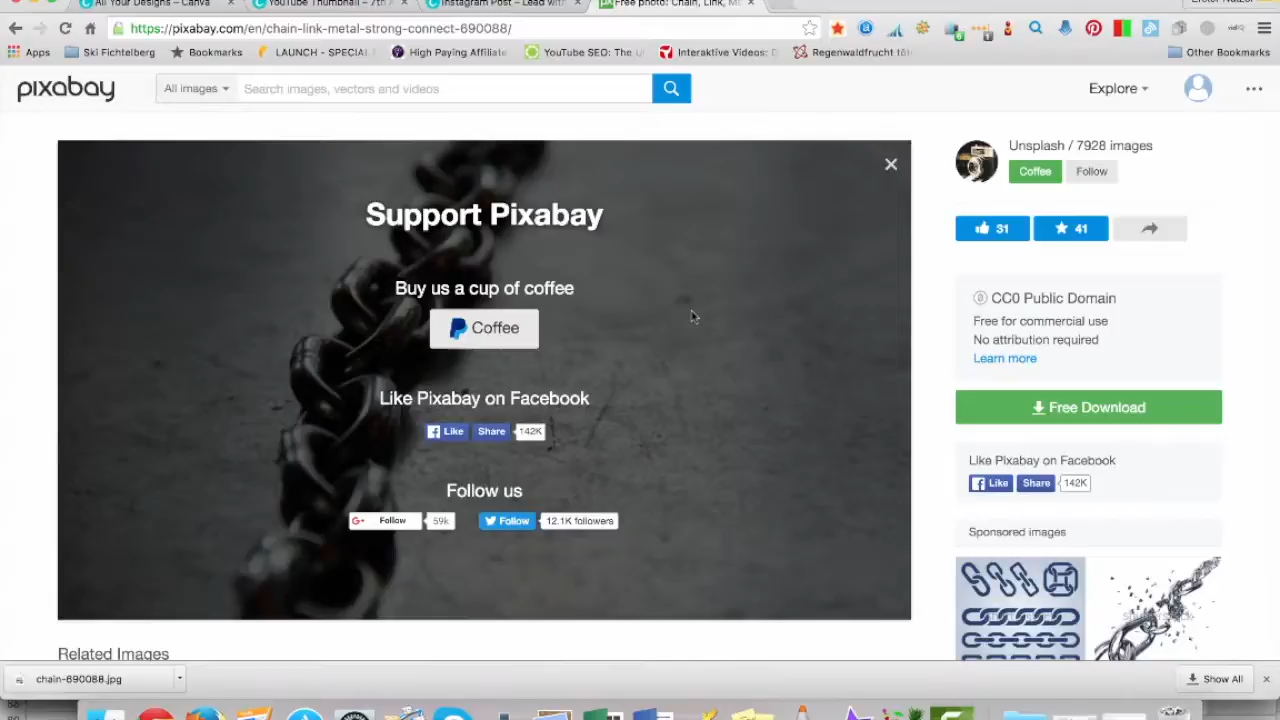 All Your Designs – Canva
YouTube Thumbnail – 7th
Instagram Post – Lead with
Free photo: Chain, Link, M
https://pixabay.com/en/chain-link-metal-strong-connect-690088/
Apps
Ski Fichtelberg
Bookmarks
LAUNCH - SPECIAL
High Paying Affiliate
YouTube SEO: The U
Interaktive Videos:
Regenwaldfrucht töt
Other Bookmarks
pixabay
All images
Search images, vectors and videos
Explore
Unsplash / 7928 images
Coffee
Follow
Support Pixabay
31
41
Buy us a cup of coffee
Coffee
CC0 Public Domain
Free for commercial use
No attribution required
Learn more
Like Pixabay on Facebook
Like
Share
142K
Free Download
Follow us
G+
Follow
59k
Follow
12.1K followers
Like Pixabay on Facebook
Like
Share
142K
Sponsored images
Related Images
chain-690088.jpg
Show All